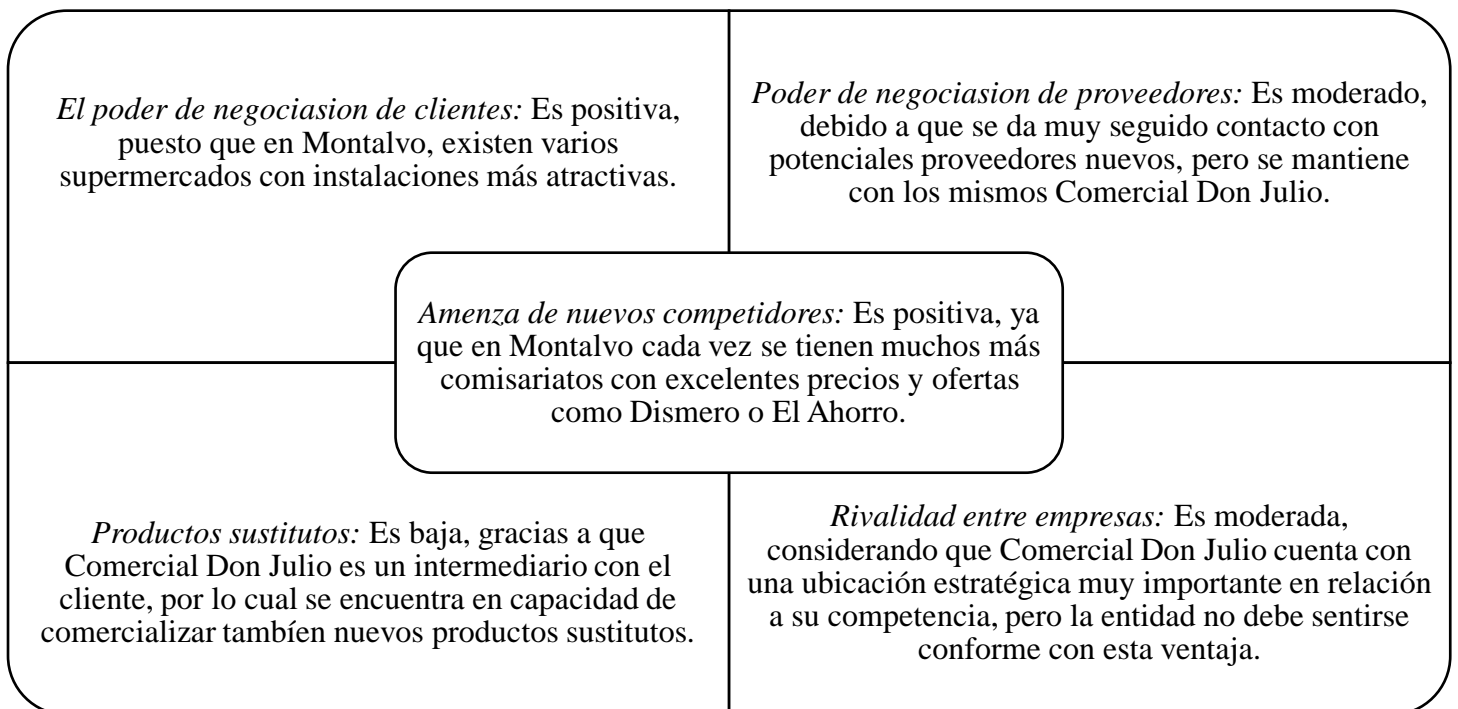 El poder de negociasion de clientes: Es positiva,
puesto que en Montalvo, existen varios
supermercados con instalaciones más atractivas.
Poder de negociasion de proveedores: Es moderado,
debido a que se da muy seguido contacto con
potenciales proveedores nuevos, pero se mantiene
con los mismos Comercial Don Julio.
Amenza de nuevos competidores: Es positiva, ya
que en Montalvo cada vez se tienen muchos más
comisariatos con excelentes precios y ofertas
como Dismero o El Ahorro.
Productos sustitutos: Es baja, gracias a que
Comercial Don Julio es un intermediario con el
cliente, por lo cual se encuentra en capacidad de
comercializar tambíen nuevos productos sustitutos.
Rivalidad entre empresas: Es moderada,
considerando que Comercial Don Julio cuenta con
una ubicación estratégica muy importante en relación
a su competencia, pero la entidad no debe sentirse
conforme con esta ventaja.